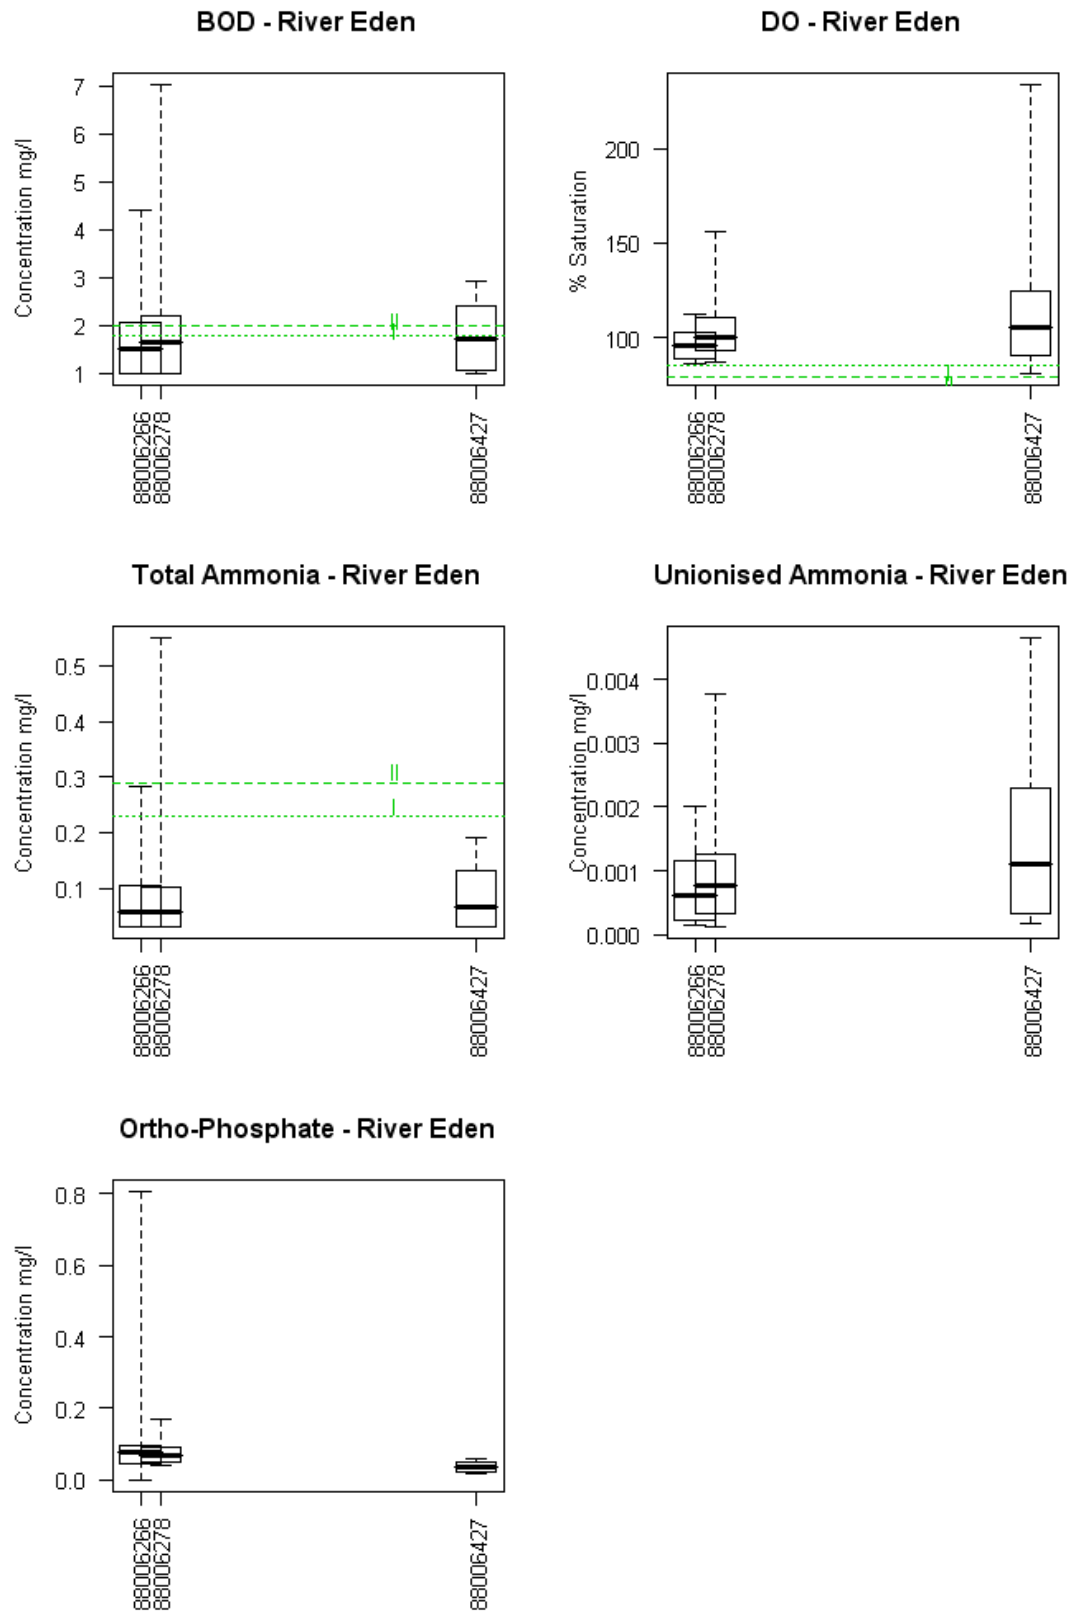 BOD - River Eden
Concentration mg/l
7
6
5
4
3
2
1
II
I
88006266
88006278
88006427
DO - River Eden
% Saturation
200
150
100
I
II
88006266
88006278
88006427
Total Ammonia - River Eden
Concentration mg/l
0.5
0.4
0.3
0.2
0.1
II
I
88006266
88006278
88006427
Unionised Ammonia - River Eden
Concentration mg/l
0.004
0.003
0.002
0.001
0.000
88006266
88006278
88006427
Ortho-Phosphate - River Eden
Concentration mg/l
0.8
0.6
0.4
0.2
0.0
88006266
88006278
88006427